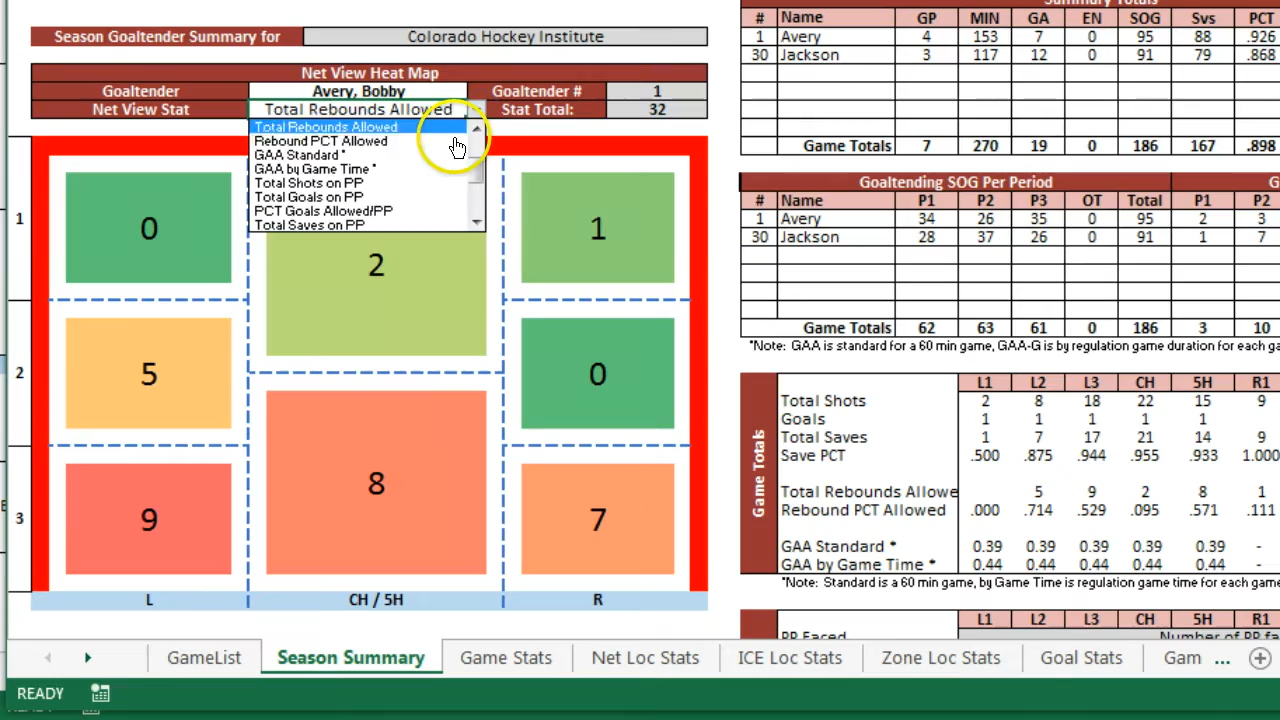 Season Goaltender Summary for Colorado Hockey Institute
Net View Heat Map
Goaltender Avery, Bobby Goaltender # 1
Net View Stat Total Rebounds Allowed Stat Total: 32
Total Rebounds Allowed
Rebound PCT Allowed
GAA Standard *
GAA by Game Time *
Total Shots on PP
Total Goals on PP
PCT Goals Allowed/PP
Total Saves on PP
1 0 2 1
2 5 0
3 9 8 7
L CH / 5H R
Summary Totals
# Name GP MIN GA EN SOG Svs PCT
1 Avery 4 153 7 0 95 88 .926
30 Jackson 3 117 12 0 91 79 .868
Game Totals 7 270 19 0 186 167 .898
Goaltending SOG Per Period G
# Name P1 P2 P3 OT Total P1 P2
1 Avery 34 26 35 0 95 2 3
30 Jackson 28 37 26 0 91 1 7
Game Totals 62 63 61 0 186 3 10
*Note: GAA is standard for a 60 min game, GAA-G is by regulation game duration for each ga
Game Totals
L1 L2 L3 CH 5H R1
Total Shots 2 8 18 22 15 9
Goals 1 1 1 1 1
Total Saves 1 7 17 21 14 9
Save PCT .500 .875 .944 .955 .933 1.000
Total Rebounds Allowe 5 9 2 8 1
Rebound PCT Allowed .000 .714 .529 .095 .571 .111
GAA Standard * 0.39 0.39 0.39 0.39 0.39 -
GAA by Game Time * 0.44 0.44 0.44 0.44 0.44 -
*Note: Standard is a 60 min game, by Game Time is regulation game time for each game
L1 L2 L3 CH 5H R1
PP Faced Number of PP fa
GameList Season Summary Game Stats Net Loc Stats ICE Loc Stats Zone Loc Stats Goal Stats Gam ...
READY